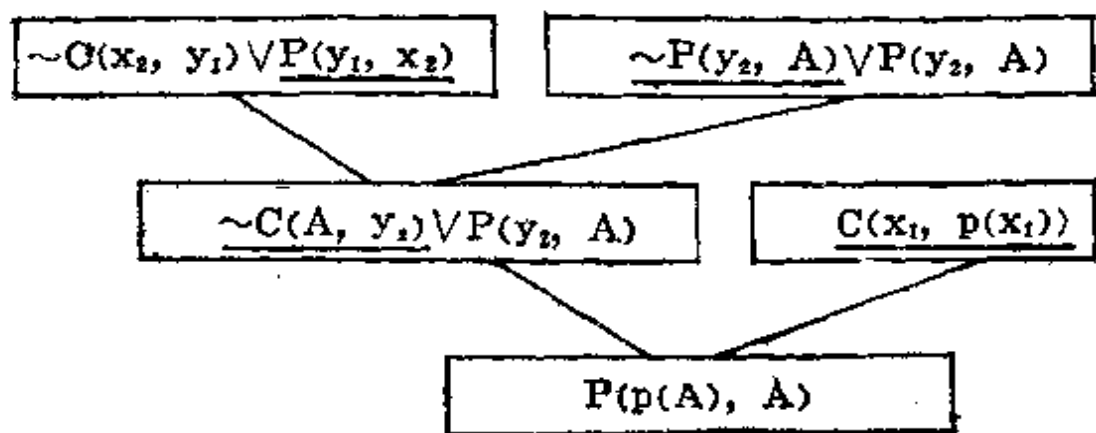 ~C(x₂, y₁)∨P(y₁, x₂)
~P(y₂, A)∨P(y₂, A)
~C(A, y₂)∨P(y₂, A)
C(x₁, p(x₁))
P(p(A), A)